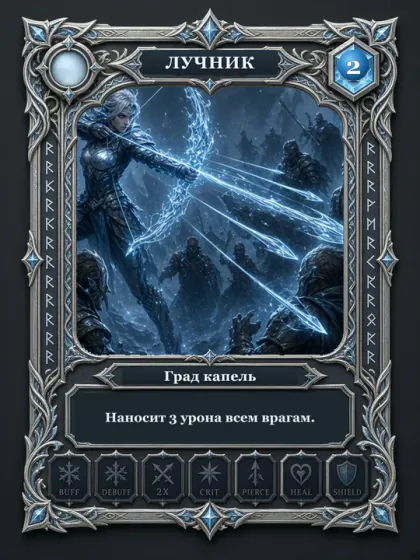 ЛУЧНИК
2
Град капель
Наносит 3 урона всем врагам.
BUFF
DEBUFF
2X
CRIT
PIERCE
HEAL
SHIELD